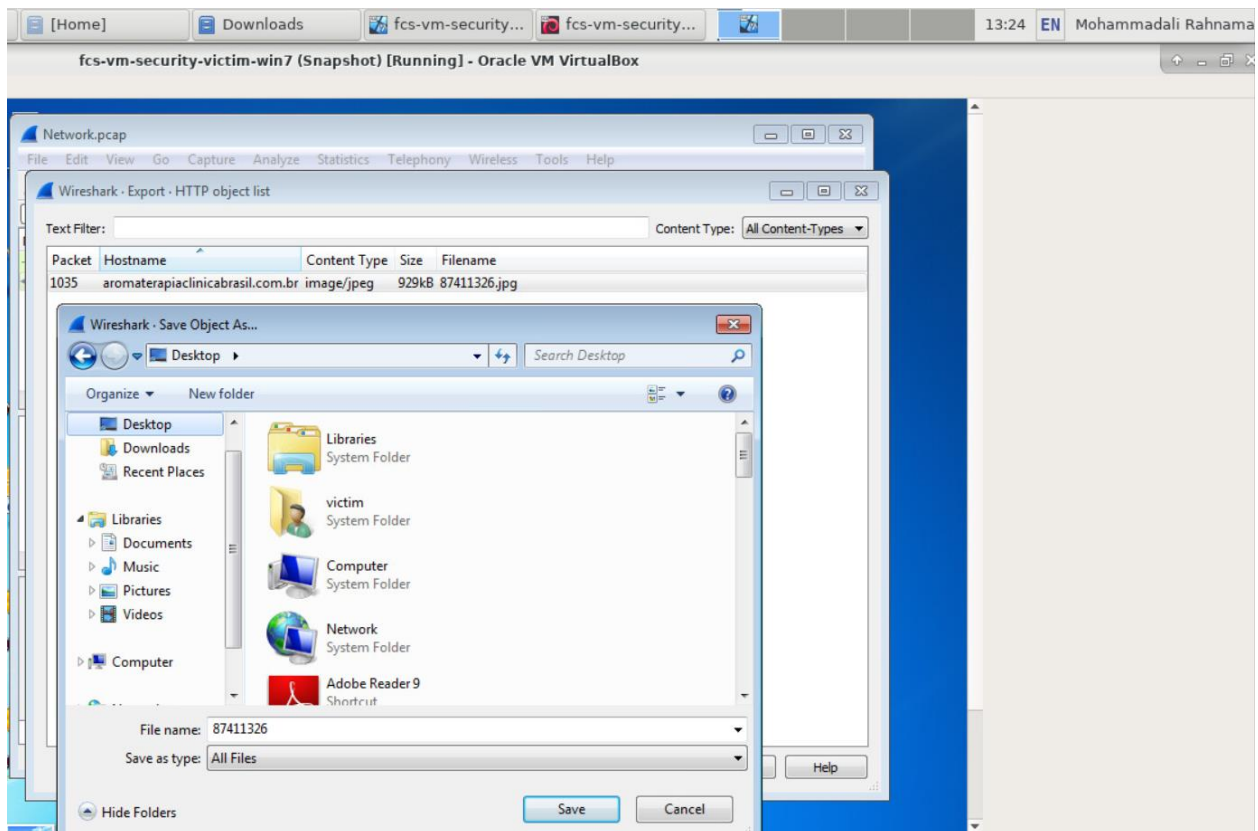 [Home] Downloads fcs-vm-security... fcs-vm-security... 13:24 EN Mohammadali Rahnama
fcs-vm-security-victim-win7 (Snapshot) [Running] - Oracle VM VirtualBox
Network.pcap
File Edit View Go Capture Analyze Statistics Telephony Wireless Tools Help
Wireshark · Export · HTTP object list
Text Filter: Content Type: All Content-Types
Packet Hostname Content Type Size Filename
1035 aromaterapiaclinicabrasil.com.br image/jpeg 929kB 87411326.jpg
Wireshark · Save Object As...
Desktop Search Desktop
Organize New folder
Desktop
Downloads
Recent Places
Libraries
Documents
Music
Pictures
Videos
Computer
Libraries
System Folder
victim
System Folder
Computer
System Folder
Network
System Folder
Adobe Reader 9
Shortcut
File name: 87411326
Save as type: All Files
Help
Hide Folders Save Cancel